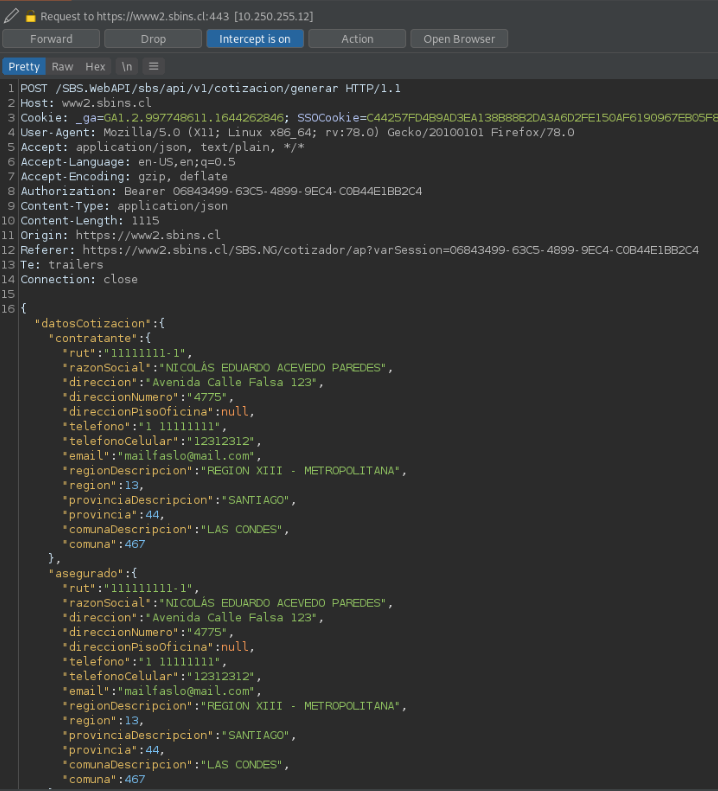 Request to https://www2.sbins.cl:443 [10.250.255.12]
Forward Drop Intercept is on Action Open Browser
Pretty Raw Hex \n
1 POST /SBS.WebAPI/sbs/api/v1/cotizacion/generar HTTP/1.1
2 Host: www2.sbins.cl
3 Cookie: _ga=GA1.2.997748611.1644262846; SSOCookie=C44257FD4B9AD3EA138B88B2DA3A6D2FE150AF6190967EB05F8
4 User-Agent: Mozilla/5.0 (X11; Linux x86_64; rv:78.0) Gecko/20100101 Firefox/78.0
5 Accept: application/json, text/plain, */*
6 Accept-Language: en-US,en;q=0.5
7 Accept-Encoding: gzip, deflate
8 Authorization: Bearer 06843499-63C5-4899-9EC4-C0B44E1BB2C4
9 Content-Type: application/json
10 Content-Length: 1115
11 Origin: https://www2.sbins.cl
12 Referer: https://www2.sbins.cl/SBS.NG/cotizador/ap?varSession=06843499-63C5-4899-9EC4-C0B44E1BB2C4
13 Te: trailers
14 Connection: close
15
16 {
"datosCotizacion":{
"contratante":{
"rut":"11111111-1",
"razonSocial":"NICOLÀS EDUARDO ACEVEDO PAREDES",
"direccion":"Avenida Calle Falsa 123",
"direccionNumero":"4775",
"direccionPisoOficina":null,
"telefono":"1 11111111",
"telefonoCelular":"12312312",
"email":"mailfaslo@mail.com",
"regionDescripcion":"REGION XIII - METROPOLITANA",
"region":13,
"provinciaDescripcion":"SANTIAGO",
"provincia":44,
"comunaDescripcion":"LAS CONDES",
"comuna":467
},
"asegurado":{
"rut":"111111111-1",
"razonSocial":"NICOLÀS EDUARDO ACEVEDO PAREDES",
"direccion":"Avenida Calle Falsa 123",
"direccionNumero":"4775",
"direccionPisoOficina":null,
"telefono":"1 11111111",
"telefonoCelular":"12312312",
"email":"mailfaslo@mail.com",
"regionDescripcion":"REGION XIII - METROPOLITANA",
"region":13,
"provinciaDescripcion":"SANTIAGO",
"provincia":44,
"comunaDescripcion":"LAS CONDES",
"comuna":467